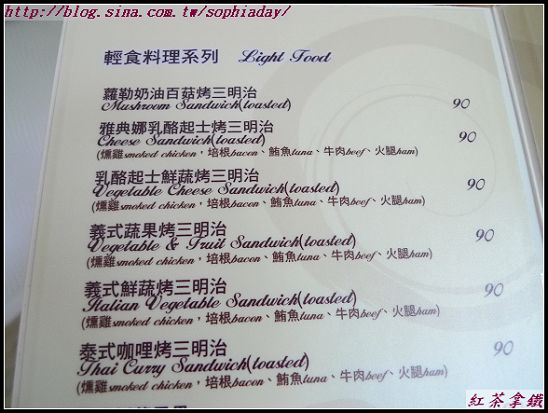 http://blog.sina.com.tw/sophiaday/
輕食料理系列 Light Food
蘿勒奶油百菇烤三明治
Mushroom Sandwich(toasted) 90
雅典娜乳酪起士烤三明治
Cheese Sandwich(toasted) 90
(燻雞smoked chicken，培根bacon、鮪魚tuna、牛肉beef、火腿ham)
乳酪起士鮮蔬烤三明治
Vegetable Cheese Sandwich(toasted) 90
(燻雞smoked chicken，培根bacon、鮪魚tuna、牛肉beef、火腿ham)
義式蔬果烤三明治
Vegetable & Fruit Sandwich(toasted) 90
(燻雞smoked chicken，培根bacon、鮪魚tuna、牛肉beef、火腿ham)
義式鮮蔬烤三明治
Italian Vegetable Sandwich(toasted) 90
(燻雞smoked chicken，培根bacon、鮪魚tuna、牛肉beef、火腿ham)
泰式咖哩烤三明治
Thai Curry Sandwich(toasted) 90
(燻雞smoked chicken，培根bacon、鮪魚tuna、牛肉beef、火腿ham)
紅茶拿鐵